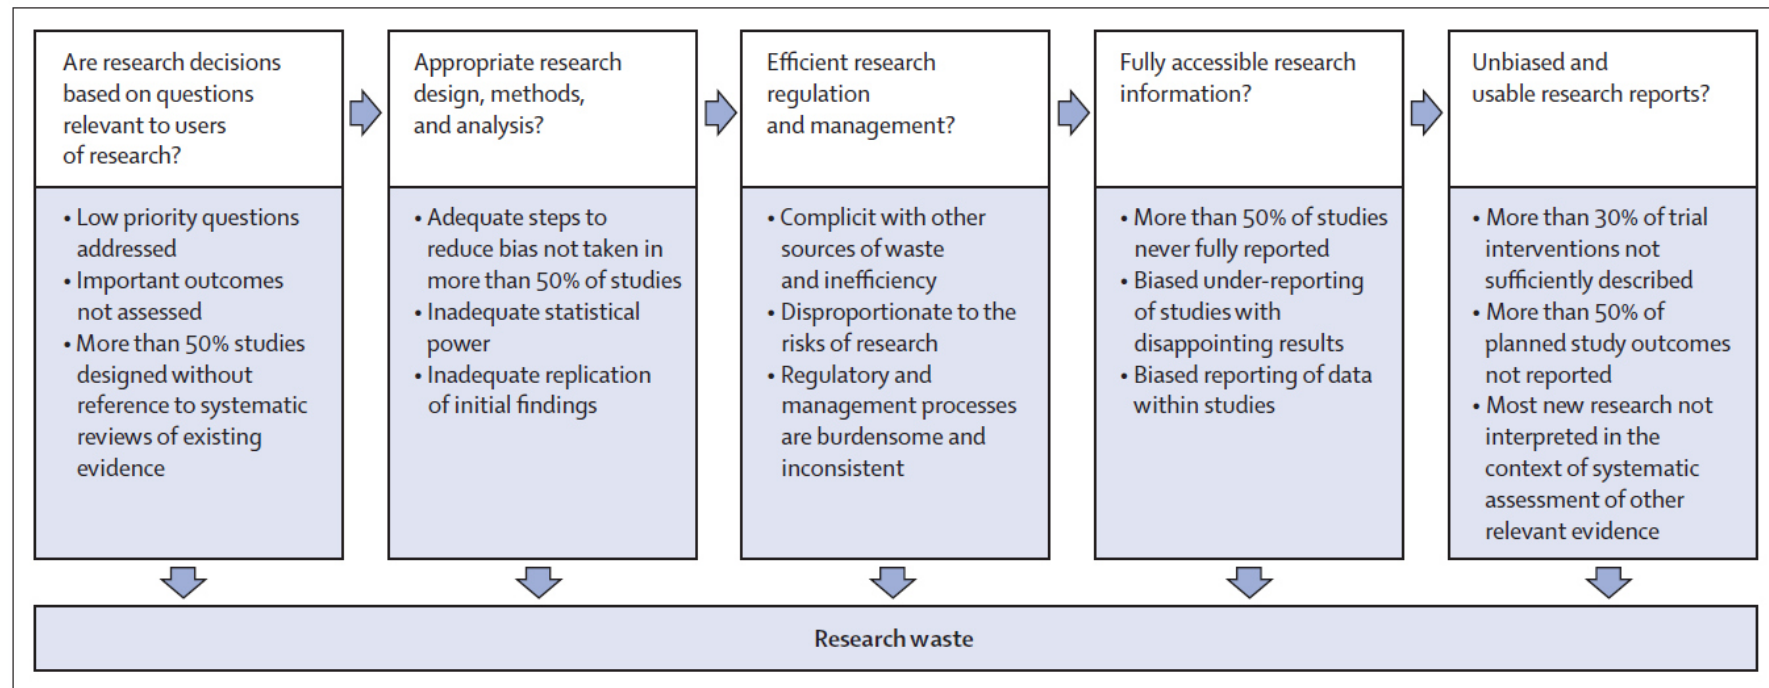 Are research decisions
based on questions
relevant to users
of research?
• Low priority questions
addressed
• Important outcomes
not assessed
• More than 50% studies
designed without
reference to systematic
reviews of existing
evidence
Appropriate research
design, methods,
and analysis?
• Adequate steps to
reduce bias not taken in
more than 50% of studies
• Inadequate statistical
power
• Inadequate replication
of initial findings
Efficient research
regulation
and management?
• Complicit with other
sources of waste
and inefficiency
• Disproportionate to the
risks of research
• Regulatory and
management processes
are burdensome and
inconsistent
Fully accessible research
information?
• More than 50% of studies
never fully reported
• Biased under-reporting
of studies with
disappointing results
• Biased reporting of data
within studies
Unbiased and
usable research reports?
• More than 30% of trial
interventions not
sufficiently described
• More than 50% of
planned study outcomes
not reported
• Most new research not
interpreted in the
context of systematic
assessment of other
relevant evidence
Research waste